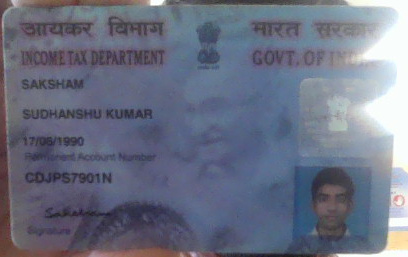 आयकर विभाग
भारत सरकार
INCOME TAX DEPARTMENT
GOVT. OF INDIA
SAKSHAM
SUDHANSHU KUMAR
17/06/1990
Permanent Account Number
CDJPS7901N
Saksham
Signature